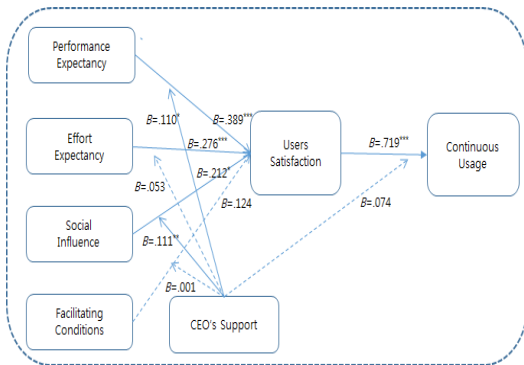 Performance
Expectancy
B=.110*
B=.389***
Effort
Expectancy
B=.276***
Users
Satisfaction
B=.719***
Continuous
Usage
B=.212*
B=.053
B=.124
B=.074
Social
Influence
B=.111**
B=.001
Facilitating
Conditions
CEO's Support